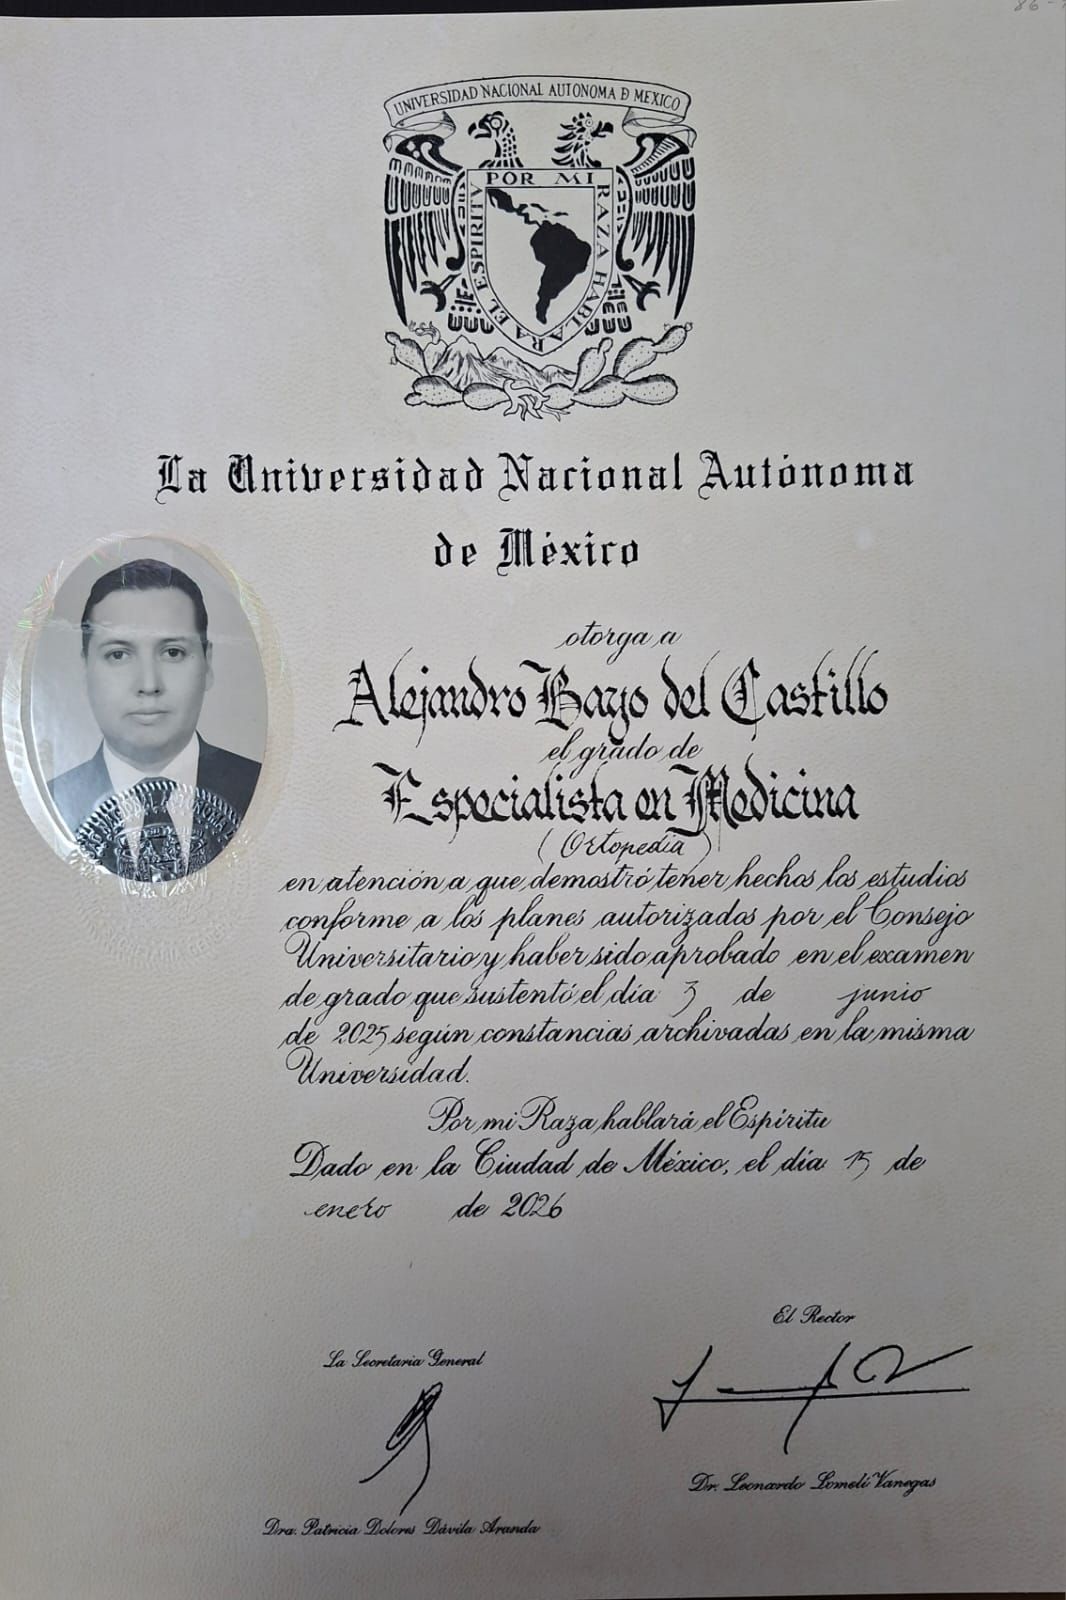 86-
UNIVERSIDAD NACIONAL AUTONOMA D MEXICO
POR MI RAZA HABLARA EL ESPIRITU
La Universidad Nacional Autónoma
de México
otorga a
Alejandro Bayo del Castillo
el grado de
Especialista en Medicina
(Ortopedia)
en atención a que demostró tener hechos los estudios
conforme a los planes autorizados por el Consejo
Universitario y haber sido aprobado en el examen
de grado que sustentó el día 3 de junio
de 2025 según constancias archivadas en la misma
Universidad.
Por mi Raza hablará el Espíritu
Dado en la Ciudad de México, el día 15 de
enero de 2026
El Rector
La Secretaria General
Dr. Leonardo Lomelí Vanegas
Dra. Patricia Dolores Dávila Aranda